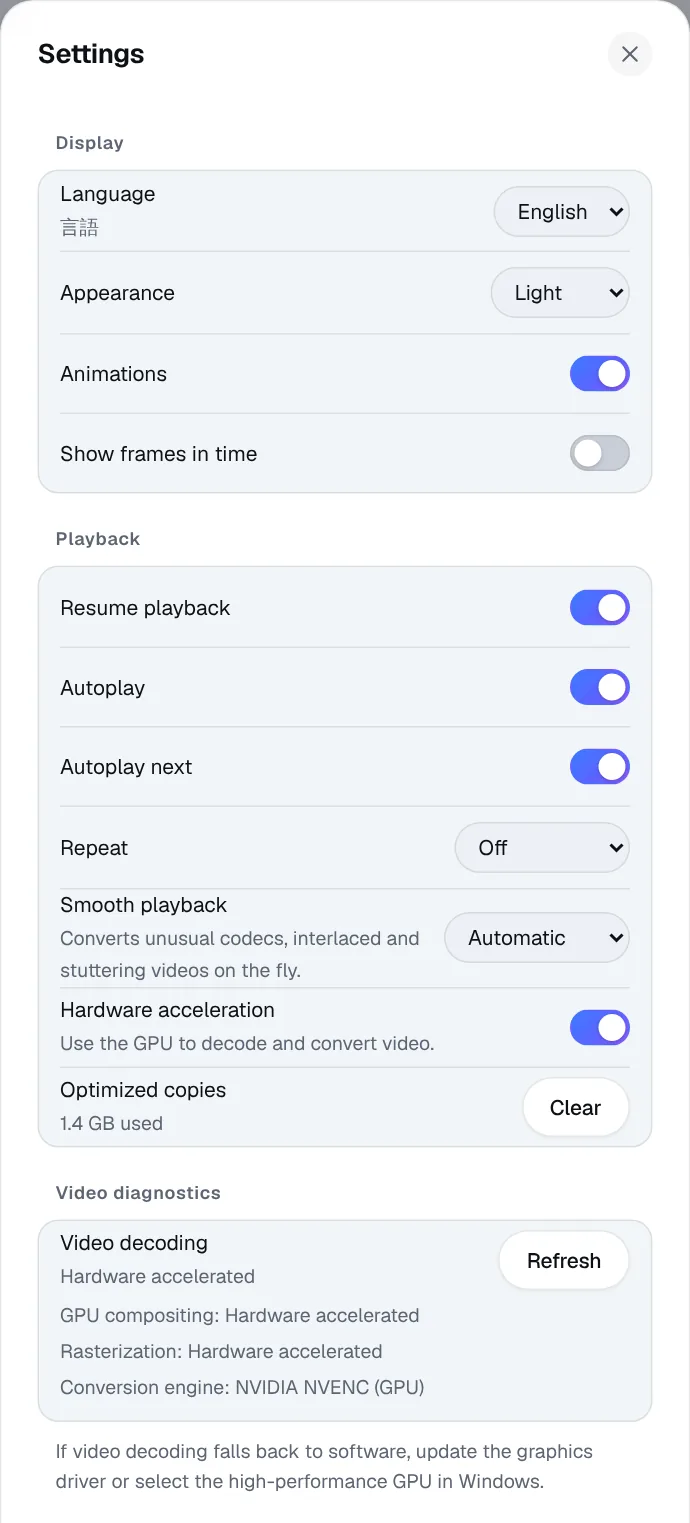 Settings
Display
Language
言語
English
Appearance
Light
Animations
Show frames in time
Playback
Resume playback
Autoplay
Autoplay next
Repeat
Off
Smooth playback
Converts unusual codecs, interlaced and
stuttering videos on the fly.
Automatic
Hardware acceleration
Use the GPU to decode and convert video.
Optimized copies
1.4 GB used
Clear
Video diagnostics
Video decoding
Hardware accelerated
Refresh
GPU compositing: Hardware accelerated
Rasterization: Hardware accelerated
Conversion engine: NVIDIA NVENC (GPU)
If video decoding falls back to software, update the graphics
driver or select the high-performance GPU in Windows.